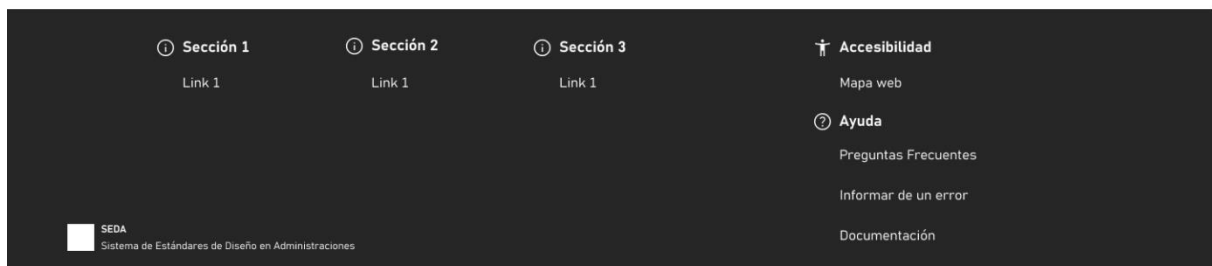 Sección 1
Link 1
Sección 2
Link 1
Sección 3
Link 1
Accesibilidad
Mapa web
Ayuda
Preguntas Frecuentes
Informar de un error
Documentación
SEDA
Sistema de Estándares de Diseño en Administraciones